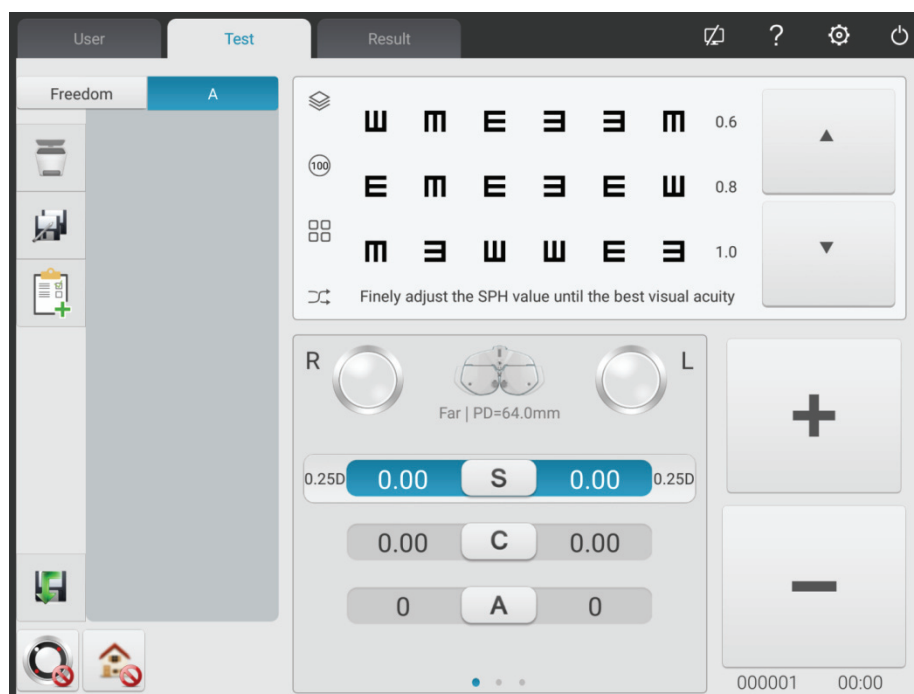 User Test Result ?
Freedom A
E E E E E E 0.6
100
E E E E E E 0.8
E E E E E E 1.0
Finely adjust the SPH value until the best visual acuity
R L
Far | PD=64.0mm
0.25D 0.00 S 0.00 0.25D
0.00 C 0.00
0 A 0
000001 00:00